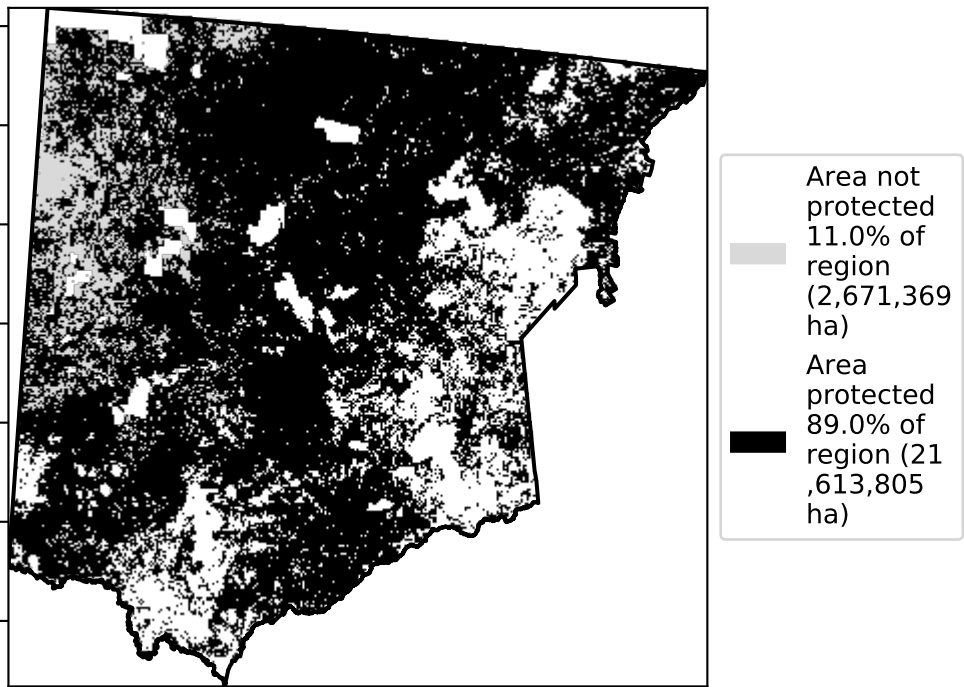 Area not
protected
11.0% of
region
(2,671,369
ha)
Area
protected
89.0% of
region (21
,613,805
ha)